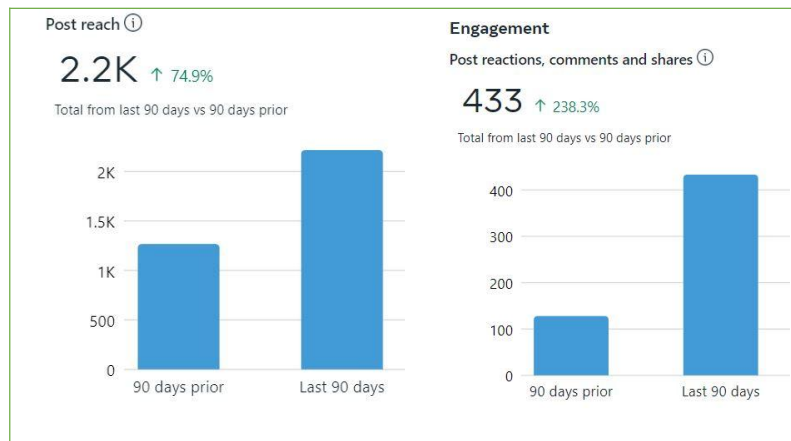 Post reach ⓘ
2.2K ↑ 74.9%
Total from last 90 days vs 90 days prior
2K
1.5K
1K
500
0
90 days prior Last 90 days
Engagement
Post reactions, comments and shares ⓘ
433 ↑ 238.3%
Total from last 90 days vs 90 days prior
400
300
200
100
0
90 days prior Last 90 days